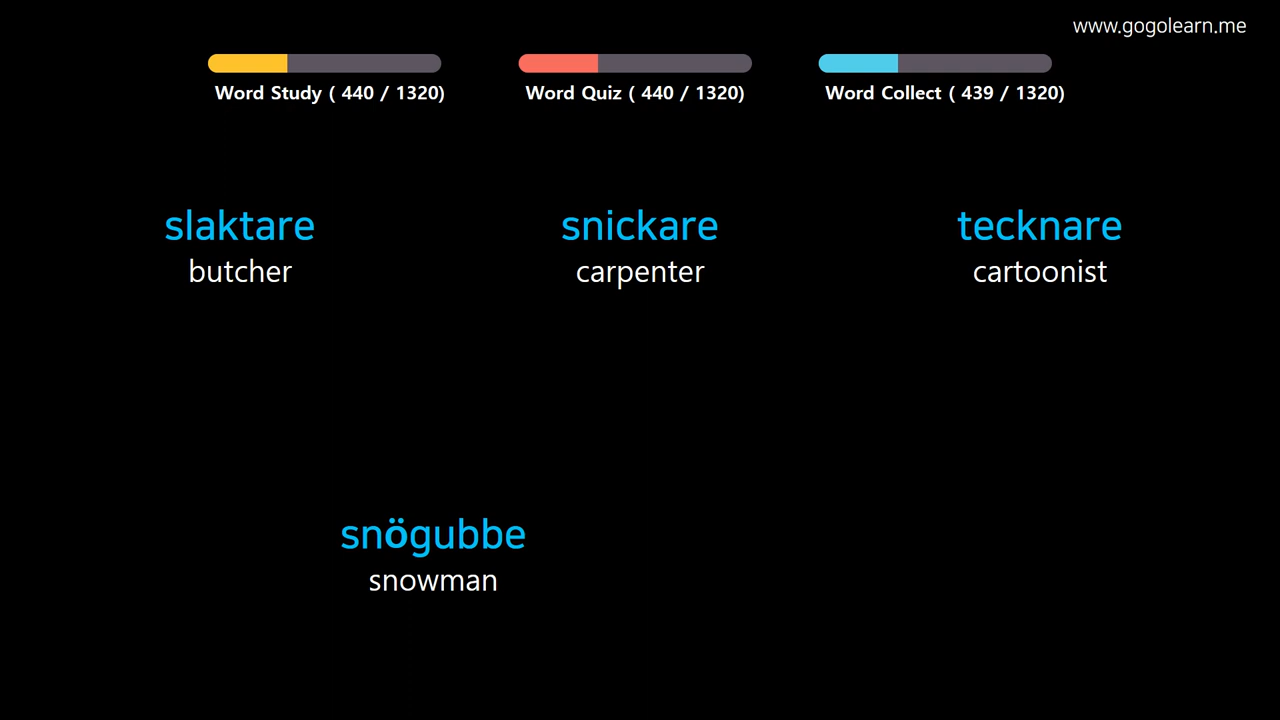 www.gogolearn.me
Word Study ( 440 / 1320)
Word Quiz ( 440 / 1320)
Word Collect ( 439 / 1320)
slaktare
butcher
snickare
carpenter
tecknare
cartoonist
snögubbe
snowman